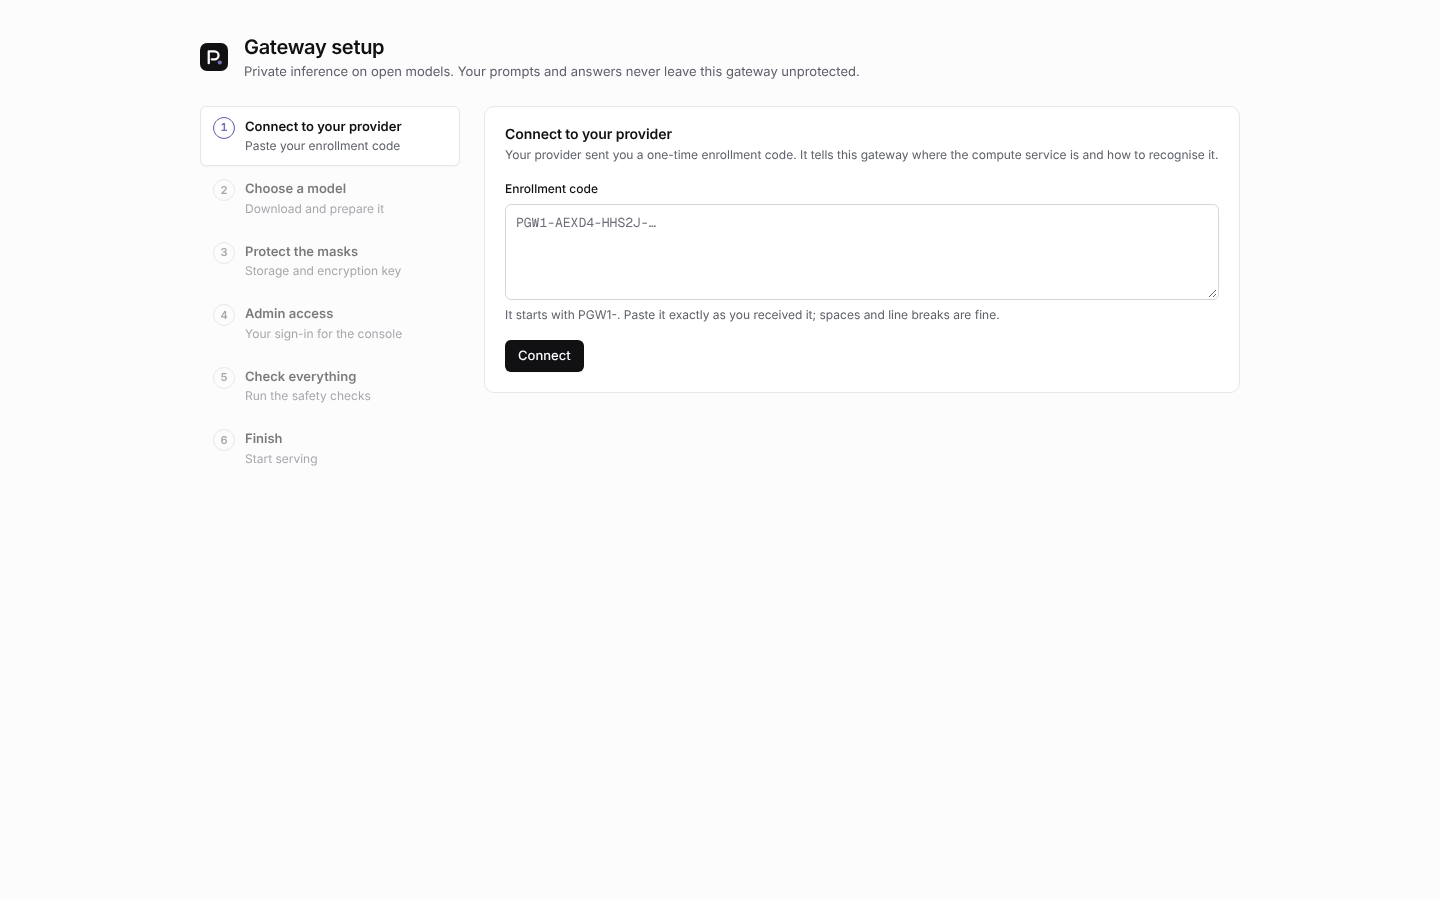 P.
Gateway setup
Private inference on open models. Your prompts and answers never leave this gateway unprotected.
1
Connect to your provider
Paste your enrollment code
2
Choose a model
Download and prepare it
3
Protect the masks
Storage and encryption key
4
Admin access
Your sign-in for the console
5
Check everything
Run the safety checks
6
Finish
Start serving
Connect to your provider
Your provider sent you a one-time enrollment code. It tells this gateway where the compute service is and how to recognise it.
Enrollment code
PGW1-AEXD4-HHS2J-…
It starts with PGW1-. Paste it exactly as you received it; spaces and line breaks are fine.
Connect